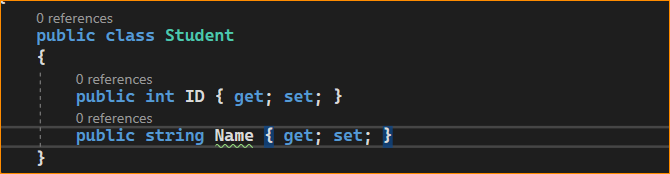 0 references
public class Student
{
0 references
public int ID { get; set; }
0 references
public string Name { get; set; }
}